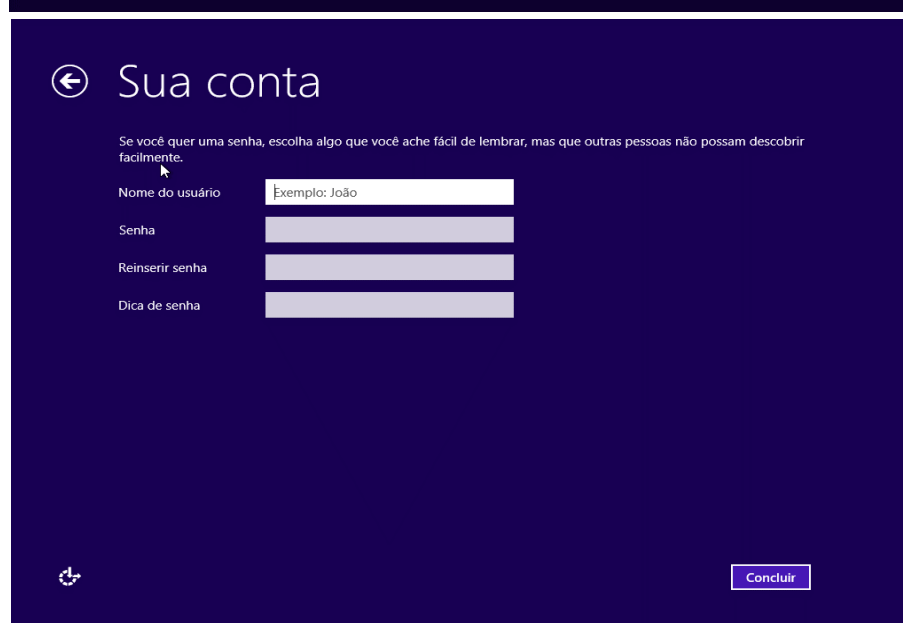 Sua conta
Se você quer uma senha, escolha algo que você ache fácil de lembrar, mas que outras pessoas não possam descobrir
facilmente.
Nome do usuário
Exemplo: João
Senha
Reinserir senha
Dica de senha
Concluir